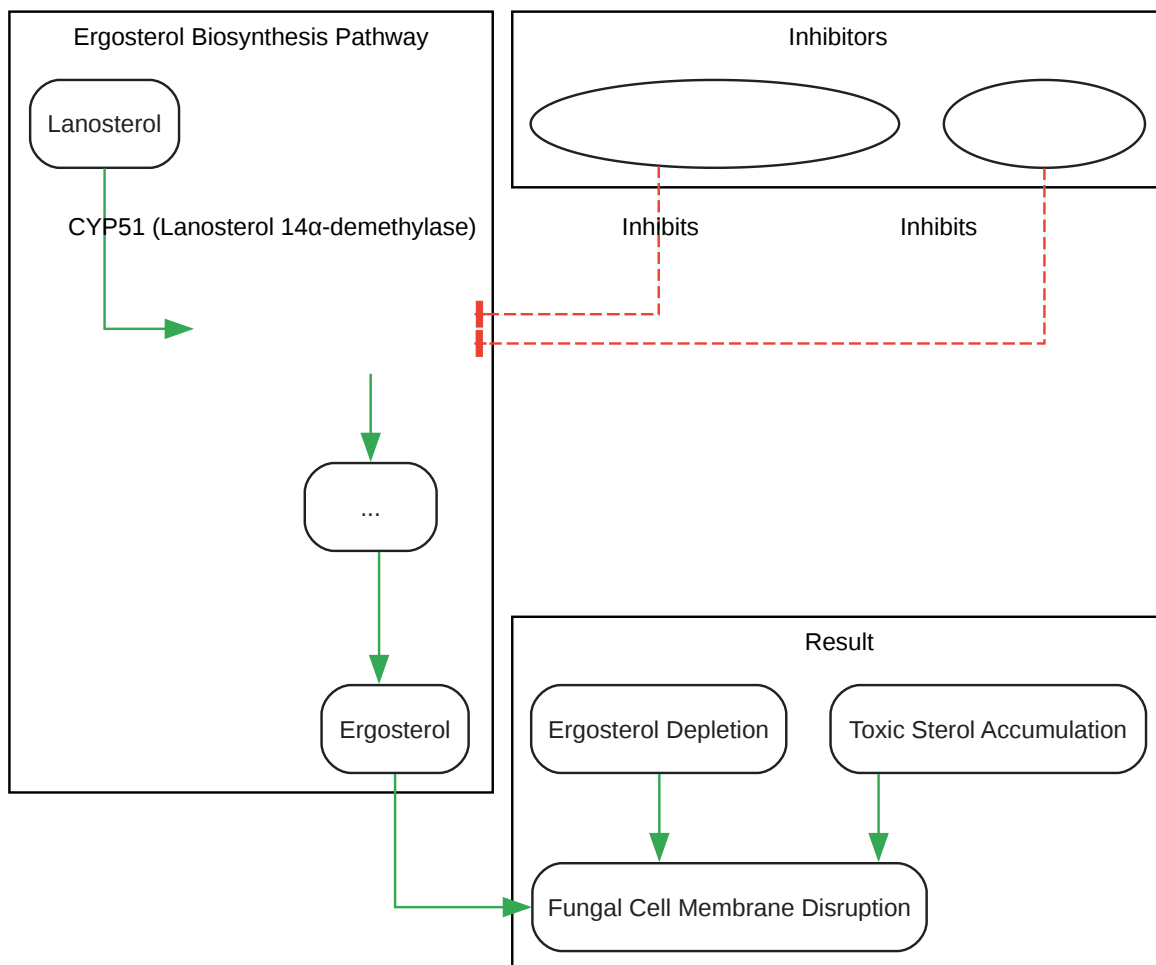 Ergosterol Biosynthesis Pathway
Lanosterol
CYP51 (Lanosterol 14α-demethylase)
...
Ergosterol
Inhibitors
Inhibits
Inhibits
Result
Ergosterol Depletion
Toxic Sterol Accumulation
Fungal Cell Membrane Disruption